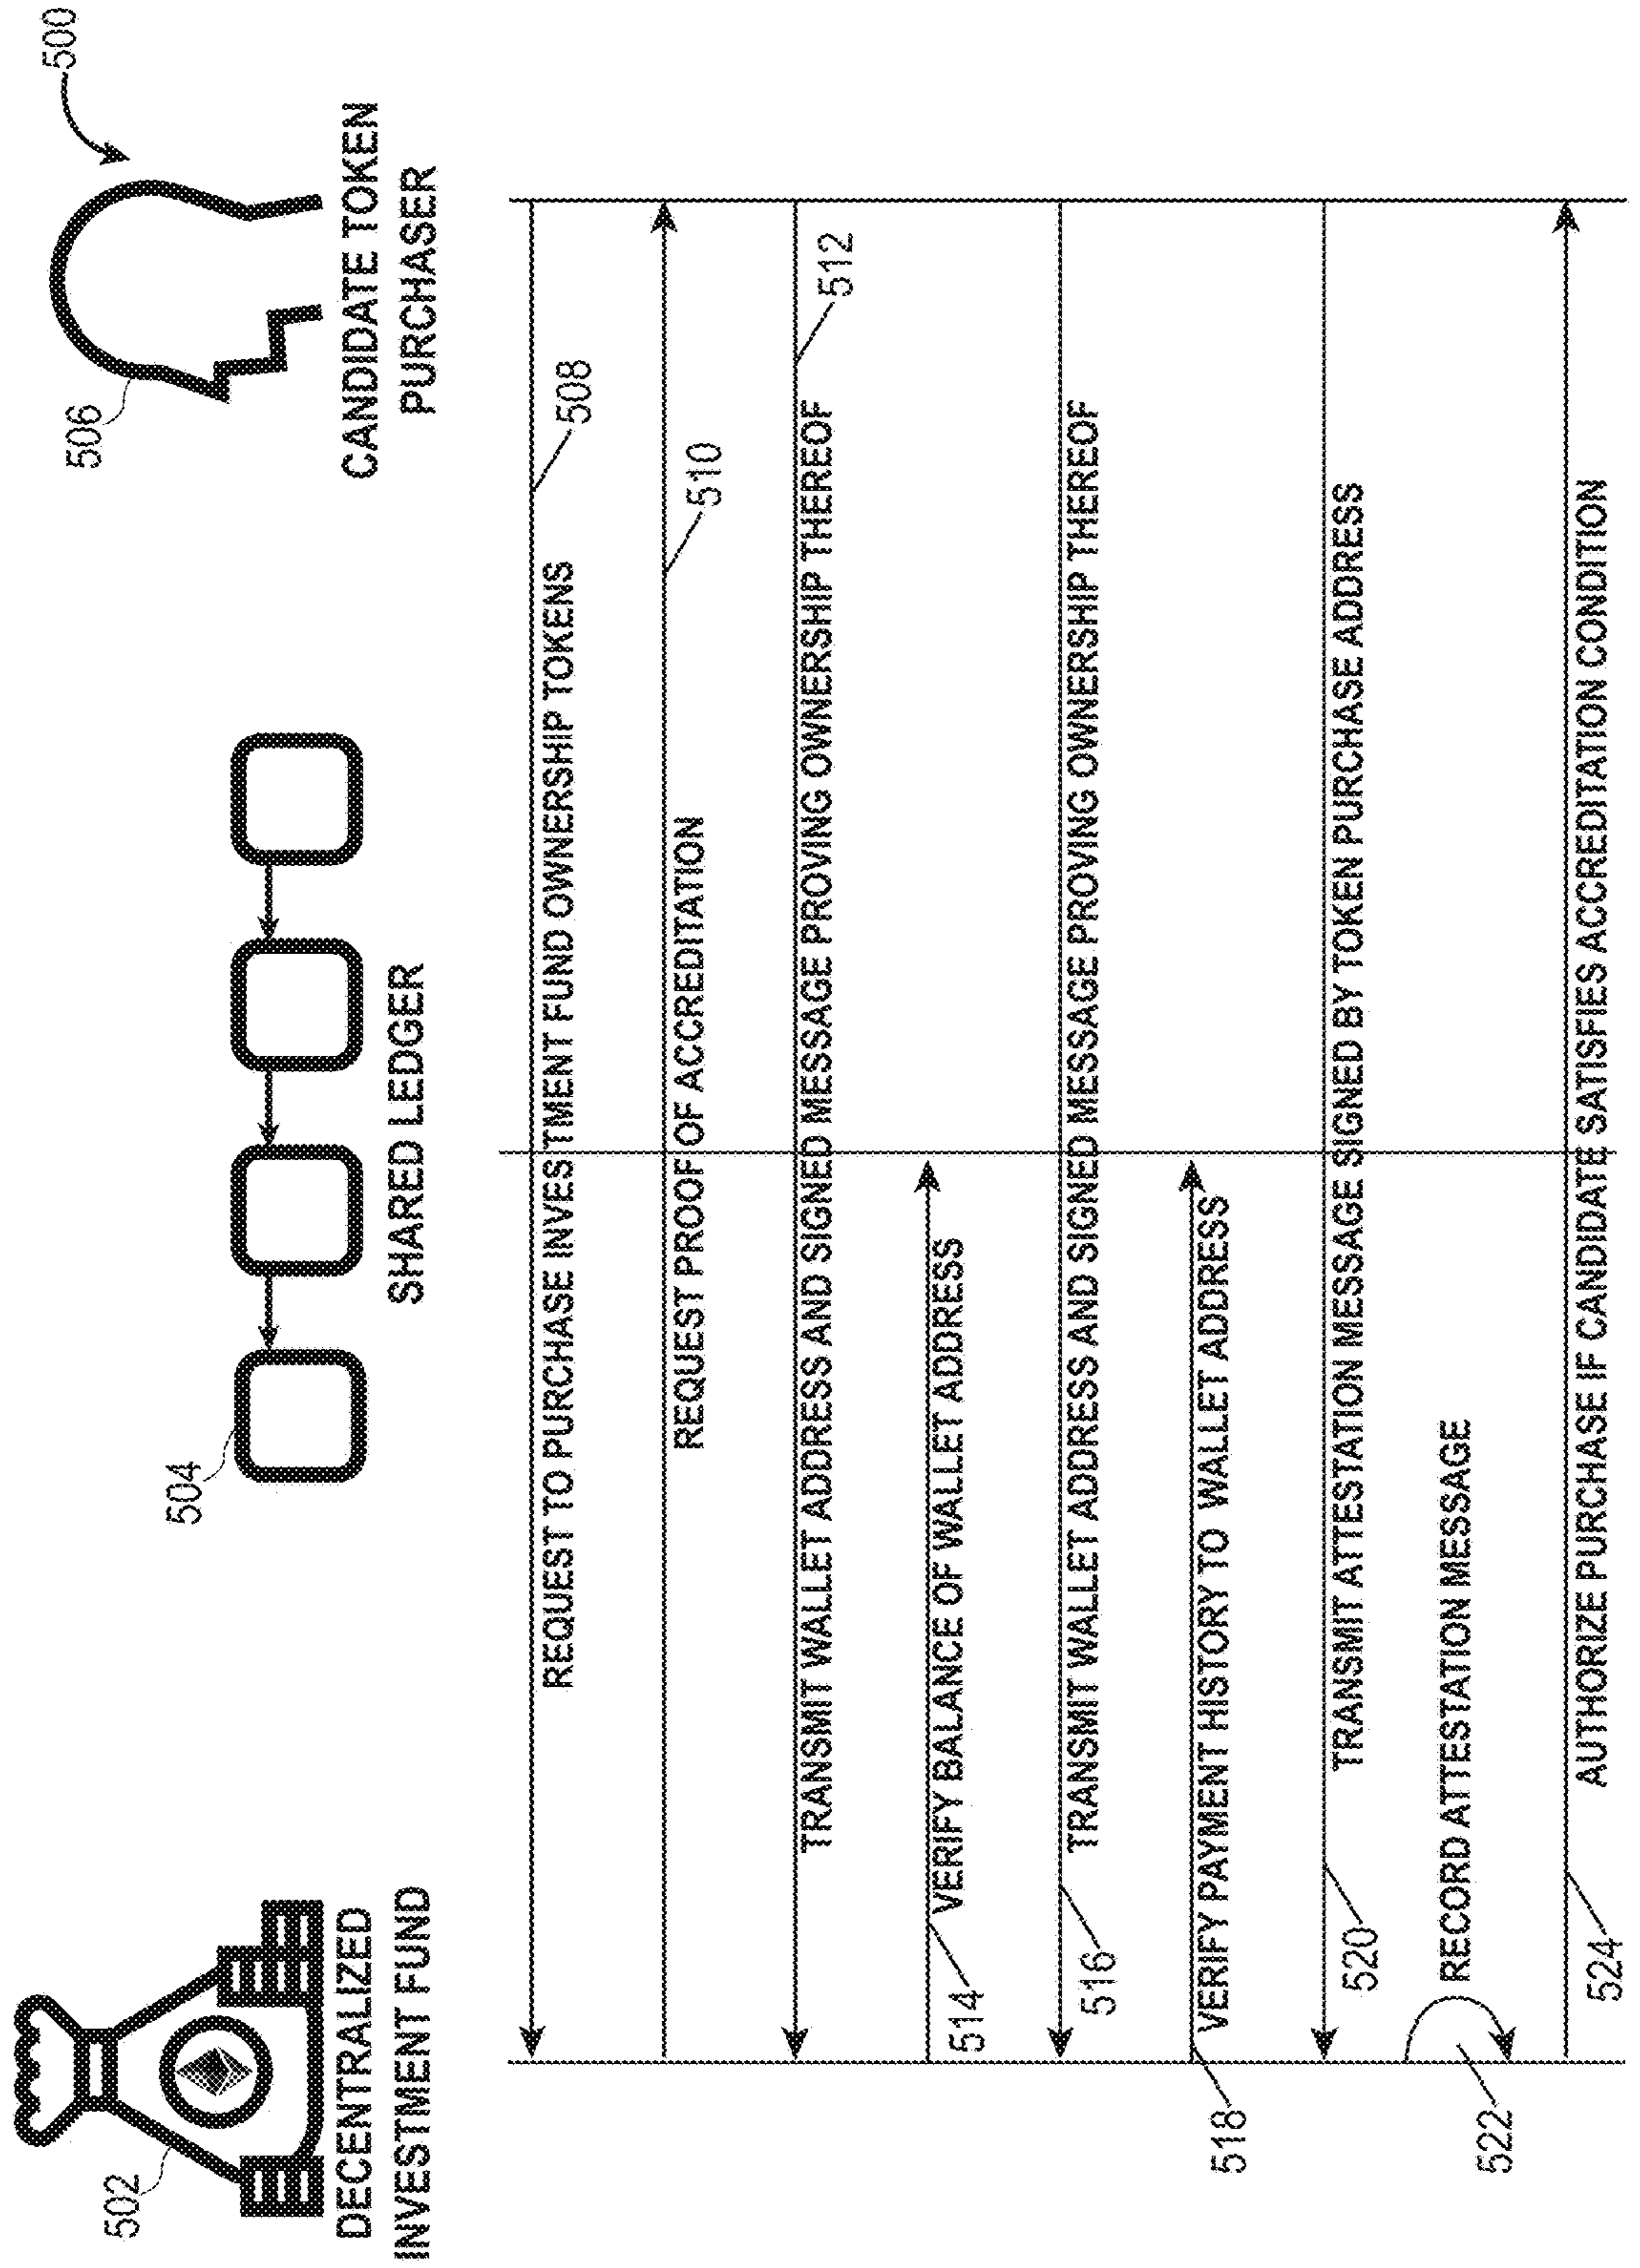 500
502
DECENTRALIZED
INVESTMENT FUND
504
SHARED LEDGER
506
CANDIDATE TOKEN
PURCHASER
508
REQUEST TO PURCHASE INVESTMENT FUND OWNERSHIP TOKENS
510
REQUEST PROOF OF ACCREDITATION
512
TRANSMIT WALLET ADDRESS AND SIGNED MESSAGE PROVING OWNERSHIP THEREOF
514
VERIFY BALANCE OF WALLET ADDRESS
516
TRANSMIT WALLET ADDRESS AND SIGNED MESSAGE PROVING OWNERSHIP THEREOF
518
VERIFY PAYMENT HISTORY TO WALLET ADDRESS
520
TRANSMIT ATTESTATION MESSAGE SIGNED BY TOKEN PURCHASE ADDRESS
522
RECORD ATTESTATION MESSAGE
524
AUTHORIZE PURCHASE IF CANDIDATE SATISFIES ACCREDITATION CONDITION